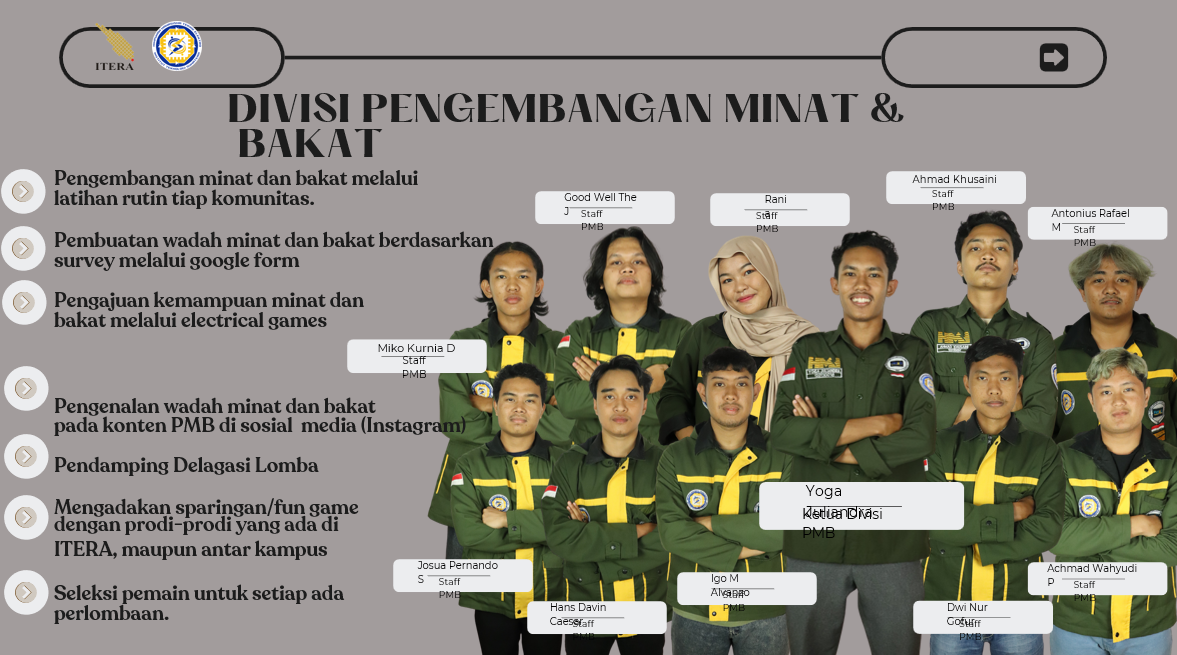 ITERA
DIVISI PENGEMBANGAN MINAT &
BAKAT
Pengembangan minat dan bakat melalui
latihan rutin tiap komunitas.
Pembuatan wadah minat dan bakat berdasarkan
survey melalui google form
Pengajuan kemampuan minat dan
bakat melalui electrical games
Pengenalan wadah minat dan bakat
pada konten PMB di sosial media (Instagram)
Pendamping Delagasi Lomba
Mengadakan sparingan/fun game
dengan prodi-prodi yang ada di
ITERA, maupun antar kampus
Seleksi pemain untuk setiap ada
perlombaan.
Good Well The
J
Staff
PMB
Rani
a
Staff
PMB
Ahmad Khusaini
Staff
PMB
Antonius Rafael
M
Staff
PMB
Miko Kurnia D
Staff
PMB
Yoga
Juliandra
Ketua Divisi
PMB
Josua Pernando
S
Staff
PMB
Hans Davin
Caesar
Staff
PMB
Igo M
Alvago
Staff
PMB
Dwi Nur
Gofur
Staff
PMB
Achmad Wahyudi
P
Staff
PMB